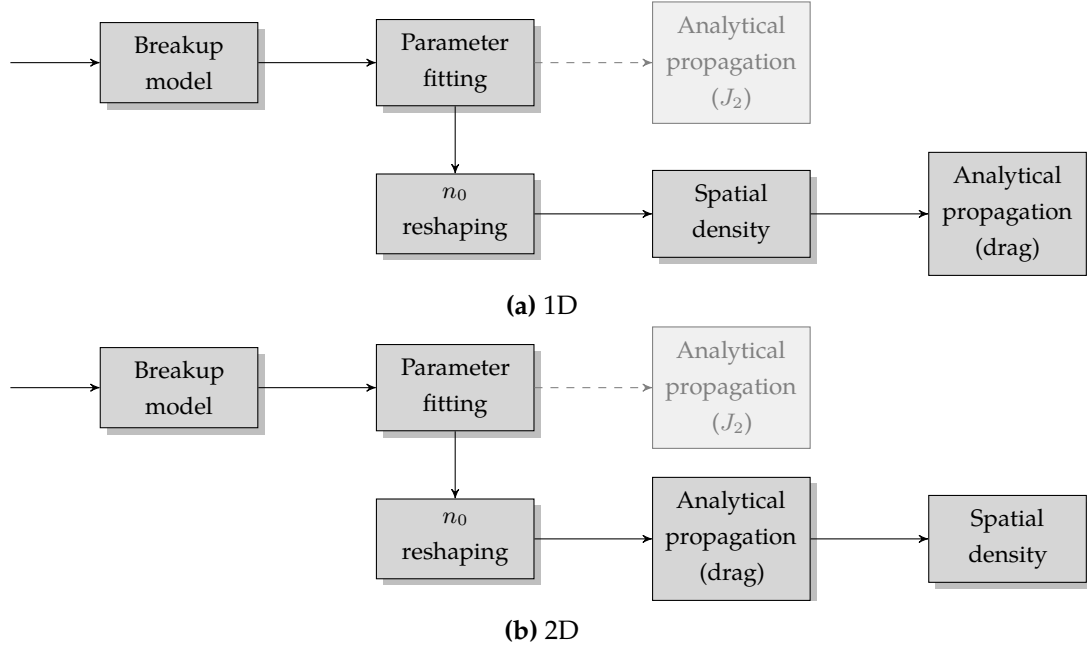 Breakup
model
Parameter
fitting
Analytical
propagation
(J₂)
n₀
reshaping
Spatial
density
Analytical
propagation
(drag)
(a) 1D
Breakup
model
Parameter
fitting
Analytical
propagation
(J₂)
n₀
reshaping
Analytical
propagation
(drag)
Spatial
density
(b) 2D